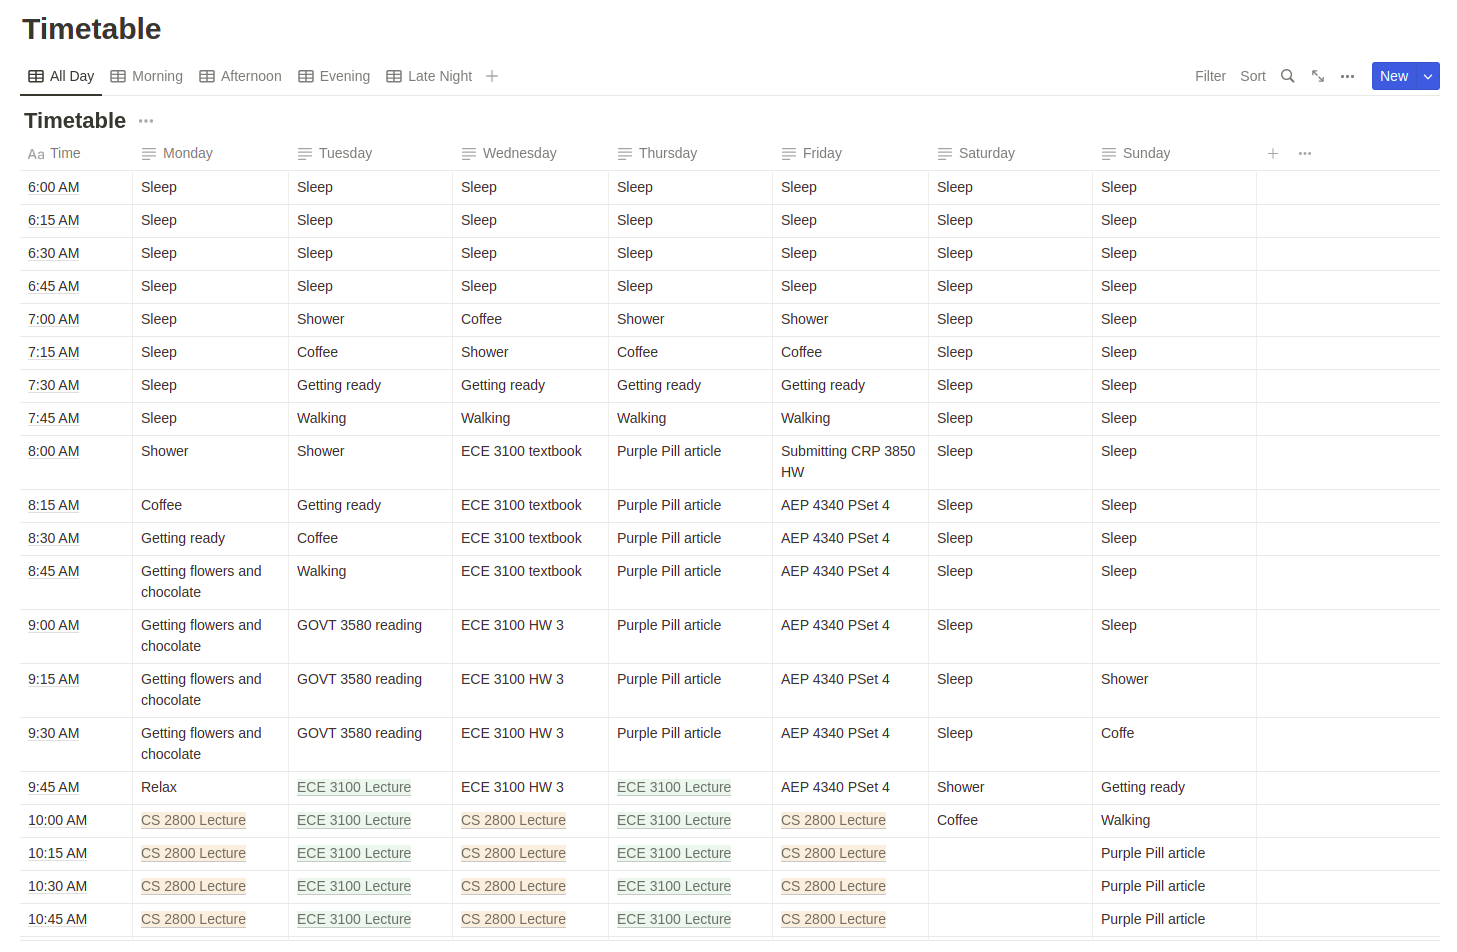 Timetable
All Day Morning Afternoon Evening Late Night Filter Sort New
Timetable
Aa Time Monday Tuesday Wednesday Thursday Friday Saturday Sunday
6:00 AM Sleep Sleep Sleep Sleep Sleep Sleep Sleep
6:15 AM Sleep Sleep Sleep Sleep Sleep Sleep Sleep
6:30 AM Sleep Sleep Sleep Sleep Sleep Sleep Sleep
6:45 AM Sleep Sleep Sleep Sleep Sleep Sleep Sleep
7:00 AM Sleep Shower Coffee Shower Shower Sleep Sleep
7:15 AM Sleep Coffee Shower Coffee Coffee Sleep Sleep
7:30 AM Sleep Getting ready Getting ready Getting ready Getting ready Sleep Sleep
7:45 AM Sleep Walking Walking Walking Walking Sleep Sleep
8:00 AM Shower Shower ECE 3100 textbook Purple Pill article Submitting CRP 3850 Sleep Sleep
HW
8:15 AM Coffee Getting ready ECE 3100 textbook Purple Pill article AEP 4340 PSet 4 Sleep Sleep
8:30 AM Getting ready Coffee ECE 3100 textbook Purple Pill article AEP 4340 PSet 4 Sleep Sleep
8:45 AM Getting flowers and Walking ECE 3100 textbook Purple Pill article AEP 4340 PSet 4 Sleep Sleep
chocolate
9:00 AM Getting flowers and GOVT 3580 reading ECE 3100 HW 3 Purple Pill article AEP 4340 PSet 4 Sleep Sleep
chocolate
9:15 AM Getting flowers and GOVT 3580 reading ECE 3100 HW 3 Purple Pill article AEP 4340 PSet 4 Sleep Shower
chocolate
9:30 AM Getting flowers and GOVT 3580 reading ECE 3100 HW 3 Purple Pill article AEP 4340 PSet 4 Sleep Coffe
chocolate
9:45 AM Relax ECE 3100 Lecture ECE 3100 HW 3 ECE 3100 Lecture AEP 4340 PSet 4 Shower Getting ready
10:00 AM CS 2800 Lecture ECE 3100 Lecture CS 2800 Lecture ECE 3100 Lecture CS 2800 Lecture Coffee Walking
10:15 AM CS 2800 Lecture ECE 3100 Lecture CS 2800 Lecture ECE 3100 Lecture CS 2800 Lecture Purple Pill article
10:30 AM CS 2800 Lecture ECE 3100 Lecture CS 2800 Lecture ECE 3100 Lecture CS 2800 Lecture Purple Pill article
10:45 AM CS 2800 Lecture ECE 3100 Lecture CS 2800 Lecture ECE 3100 Lecture CS 2800 Lecture Purple Pill article